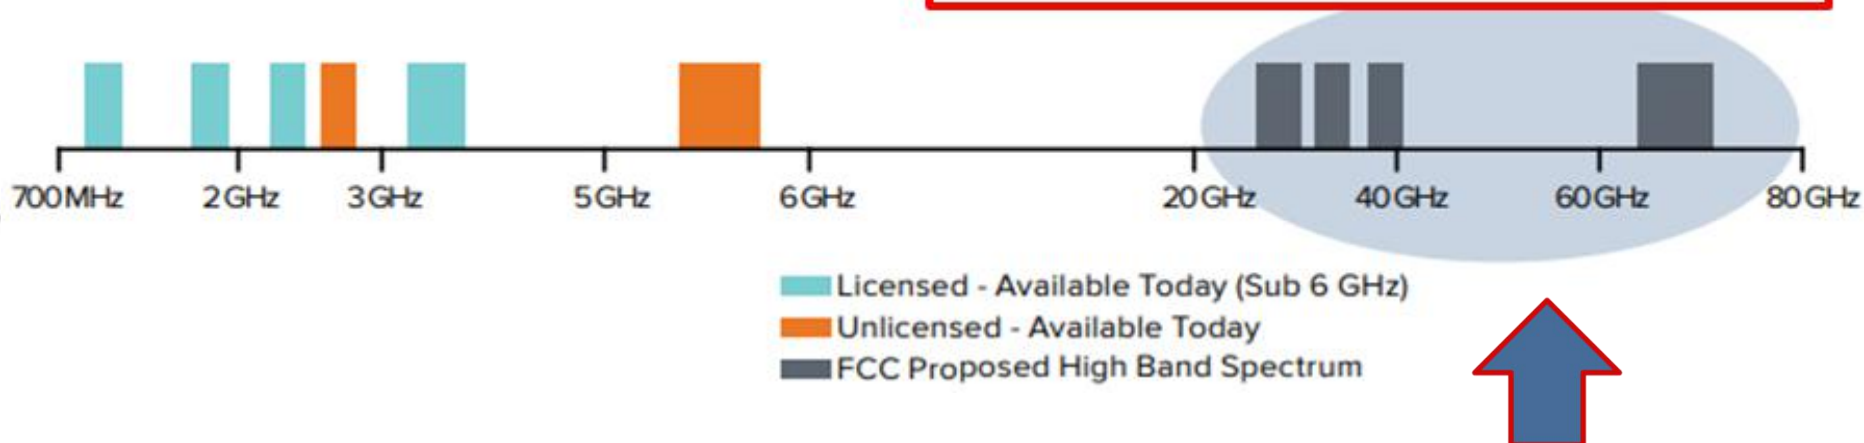 700MHz 2GHz 3GHz 5GHz 6GHz 20GHz 40GHz 60GHz 80GHz
Licensed - Available Today (Sub 6 GHz)
Unlicensed - Available Today
FCC Proposed High Band Spectrum